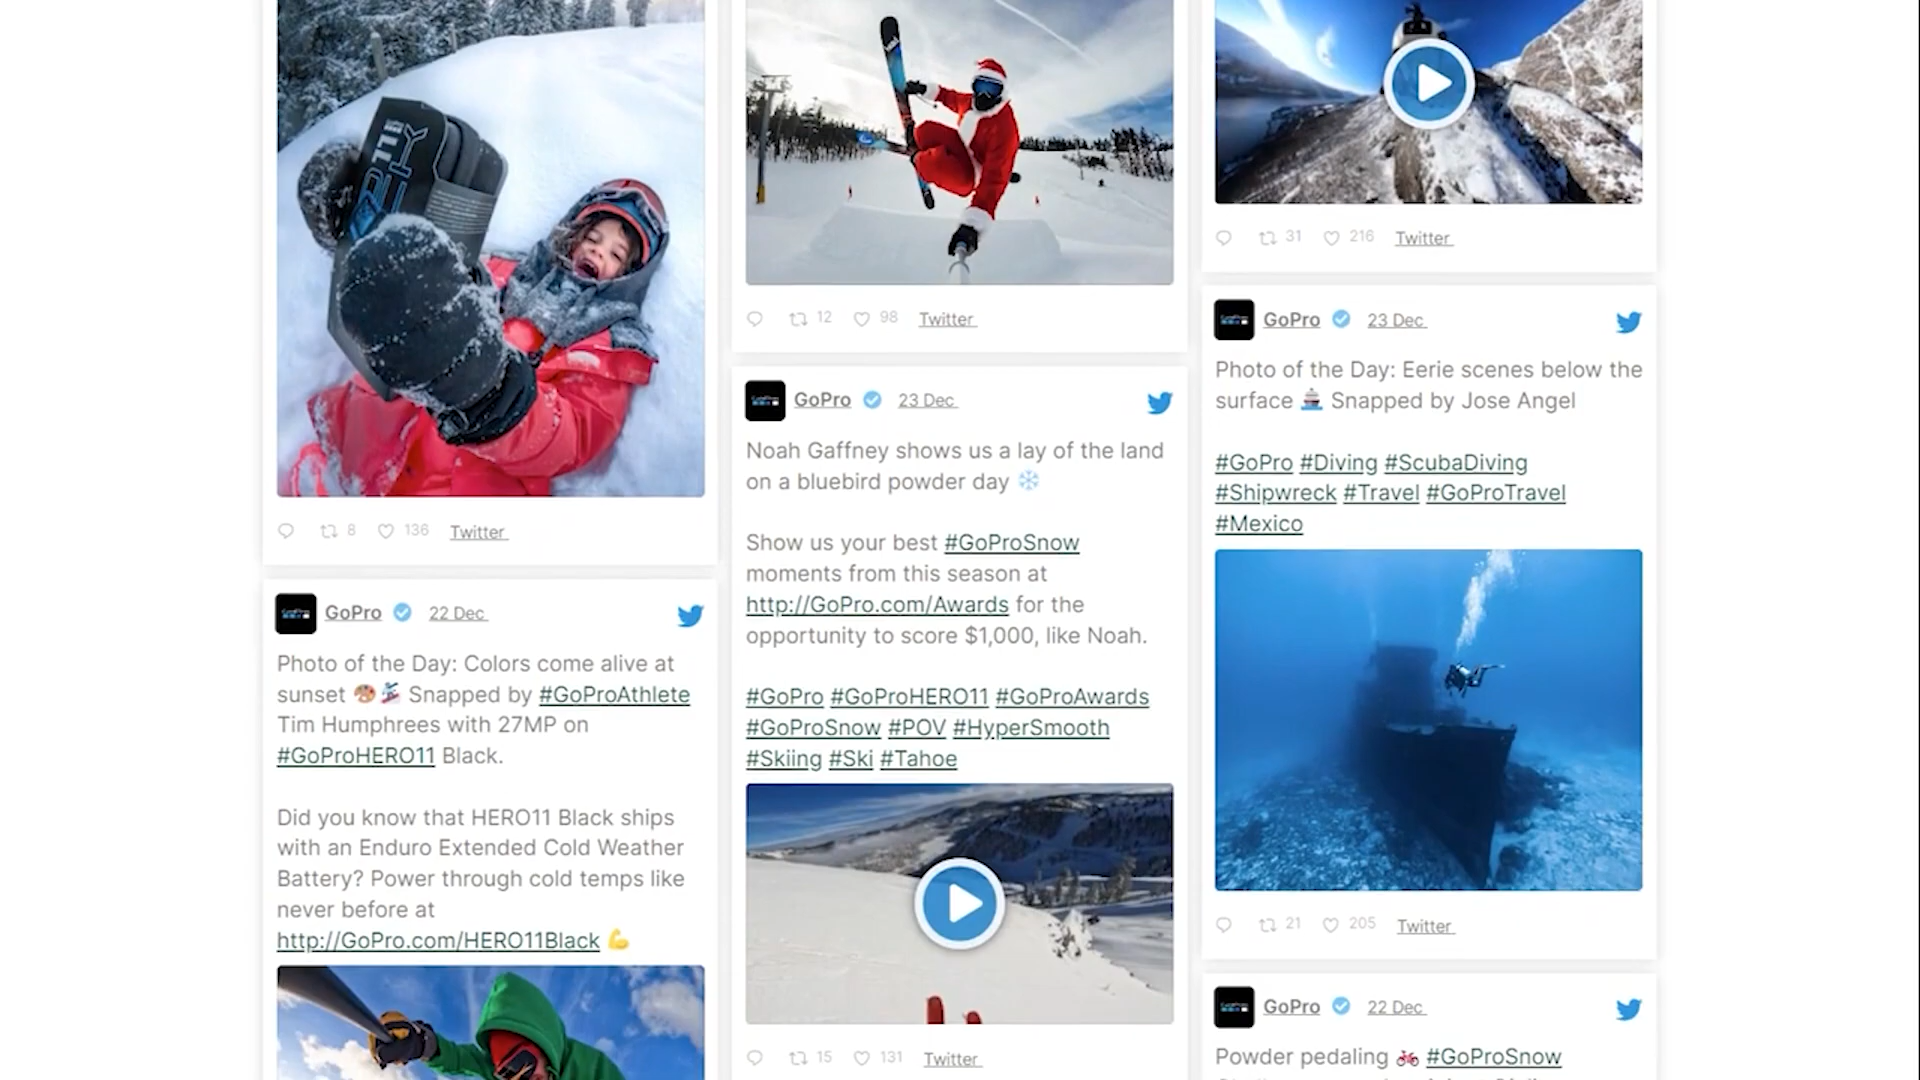 8 136 Twitter
GoPro 22 Dec
Photo of the Day: Colors come alive at
sunset 🎨🏂 Snapped by #GoProAthlete
Tim Humphrees with 27MP on
#GoProHERO11 Black.
Did you know that HERO11 Black ships
with an Enduro Extended Cold Weather
Battery? Power through cold temps like
never before at
http://GoPro.com/HERO11Black 💪
12 98 Twitter
GoPro 23 Dec
Noah Gaffney shows us a lay of the land
on a bluebird powder day ❄️
Show us your best #GoProSnow
moments from this season at
http://GoPro.com/Awards for the
opportunity to score $1,000, like Noah.
#GoPro #GoProHERO11 #GoProAwards
#GoProSnow #POV #HyperSmooth
#Skiing #Ski #Tahoe
15 131 Twitter
31 216 Twitter
GoPro 23 Dec
Photo of the Day: Eerie scenes below the
surface 🚢 Snapped by Jose Angel
#GoPro #Diving #ScubaDiving
#Shipwreck #Travel #GoProTravel
#Mexico
21 205 Twitter
GoPro 22 Dec
Powder pedaling 🚲 #GoProSnow